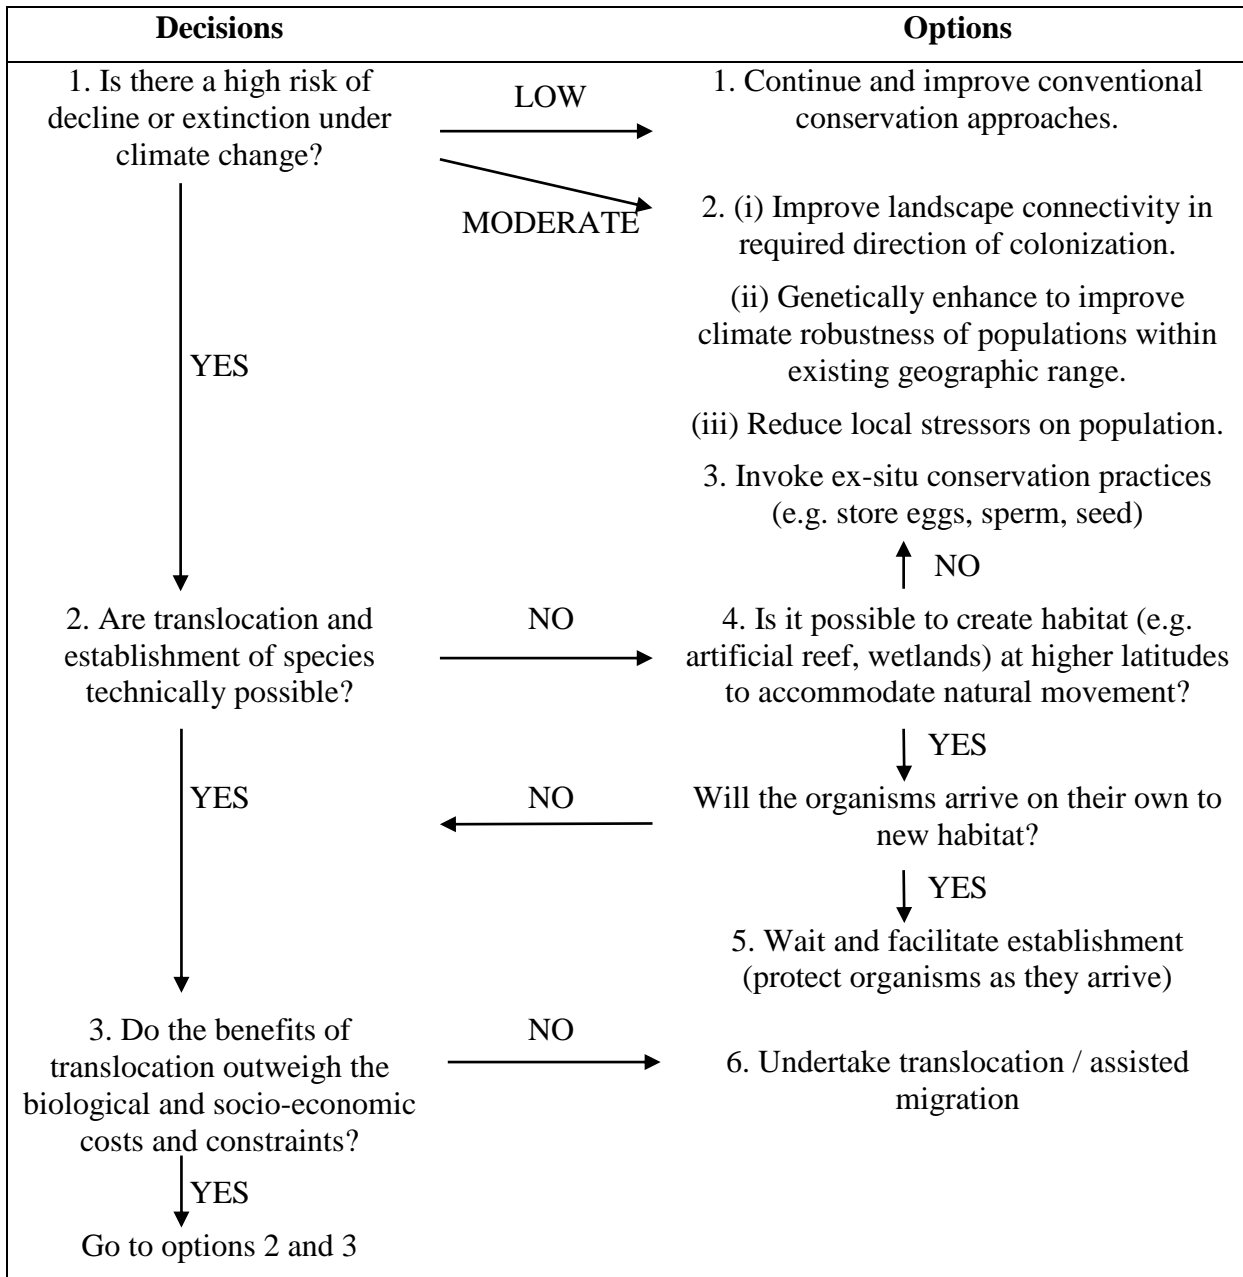 Decisions
Options
1. Is there a high risk of
decline or extinction under
climate change?
LOW
1. Continue and improve conventional
conservation approaches.
MODERATE
2. (i) Improve landscape connectivity in
required direction of colonization.
(ii) Genetically enhance to improve
climate robustness of populations within
existing geographic range.
YES
(iii) Reduce local stressors on population.
3. Invoke ex-situ conservation practices
(e.g. store eggs, sperm, seed)
NO
2. Are translocation and
establishment of species
technically possible?
NO
4. Is it possible to create habitat (e.g.
artificial reef, wetlands) at higher latitudes
to accommodate natural movement?
YES
YES
NO
Will the organisms arrive on their own to
new habitat?
YES
5. Wait and facilitate establishment
(protect organisms as they arrive)
3. Do the benefits of
translocation outweigh the
biological and socio-economic
costs and constraints?
NO
6. Undertake translocation / assisted
migration
YES
Go to options 2 and 3